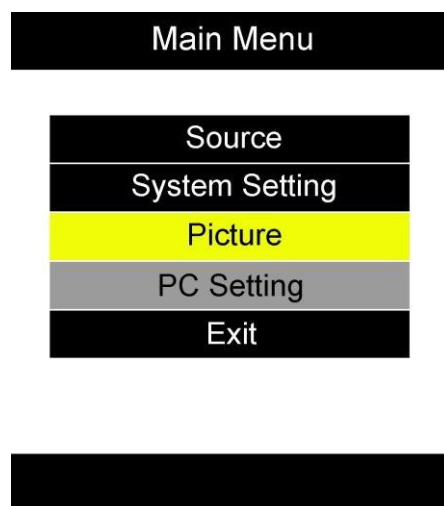 Main Menu
Source
System Setting
Picture
PC Setting
Exit